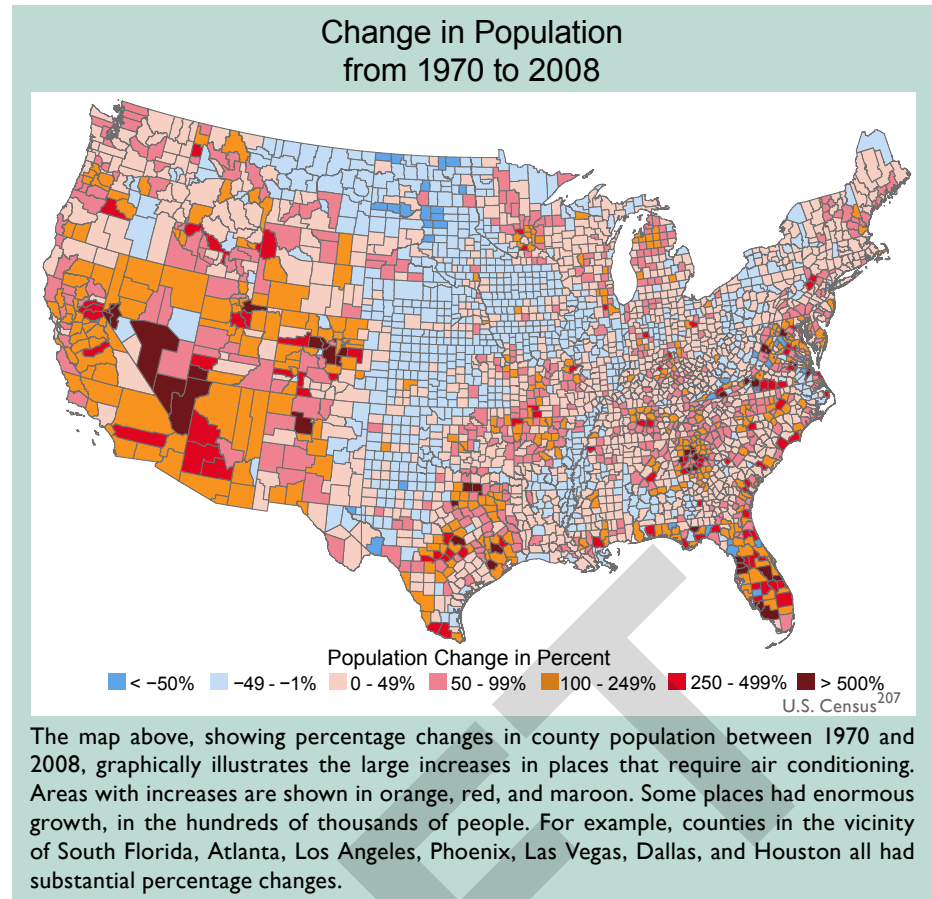 Change in Population
from 1970 to 2008
Population Change in Percent
< −50% −49 - −1% 0 - 49% 50 - 99% 100 - 249% 250 - 499% > 500%
U.S. Census207
The map above, showing percentage changes in county population between 1970 and
2008, graphically illustrates the large increases in places that require air conditioning.
Areas with increases are shown in orange, red, and maroon. Some places had enormous
growth, in the hundreds of thousands of people. For example, counties in the vicinity
of South Florida, Atlanta, Los Angeles, Phoenix, Las Vegas, Dallas, and Houston all had
substantial percentage changes.